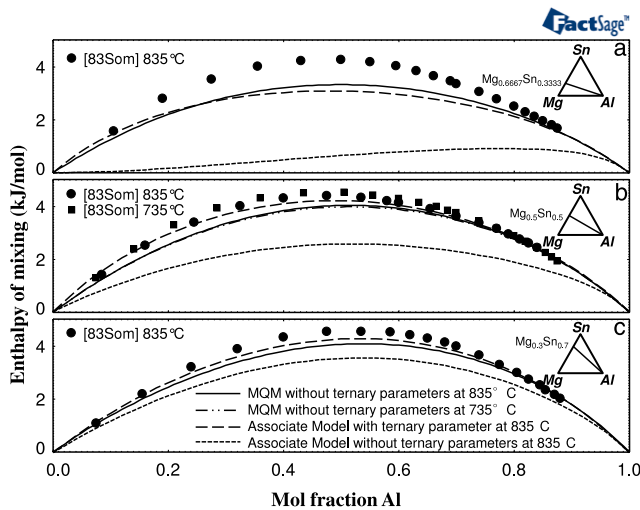 FactSage™
a
[83Som] 835°C
Sn
Mg0.6667Sn0.3333
Mg
Al
4
2
0
b
[83Som] 835°C
[83Som] 735°C
Sn
Mg0.5Sn0.5
Mg
Al
4
2
0
c
[83Som] 835°C
Sn
Mg0.3Sn0.7
Mg
Al
4
2
0
MQM without ternary parameters at 835° C
MQM without ternary parameters at 735° C
Associate Model with ternary parameter at 835 C
Associate Model without ternary parameters at 835 C
0.0 0.2 0.4 0.6 0.8 1.0
Mol fraction Al
Enthalpy of mixing (kJ/mol)